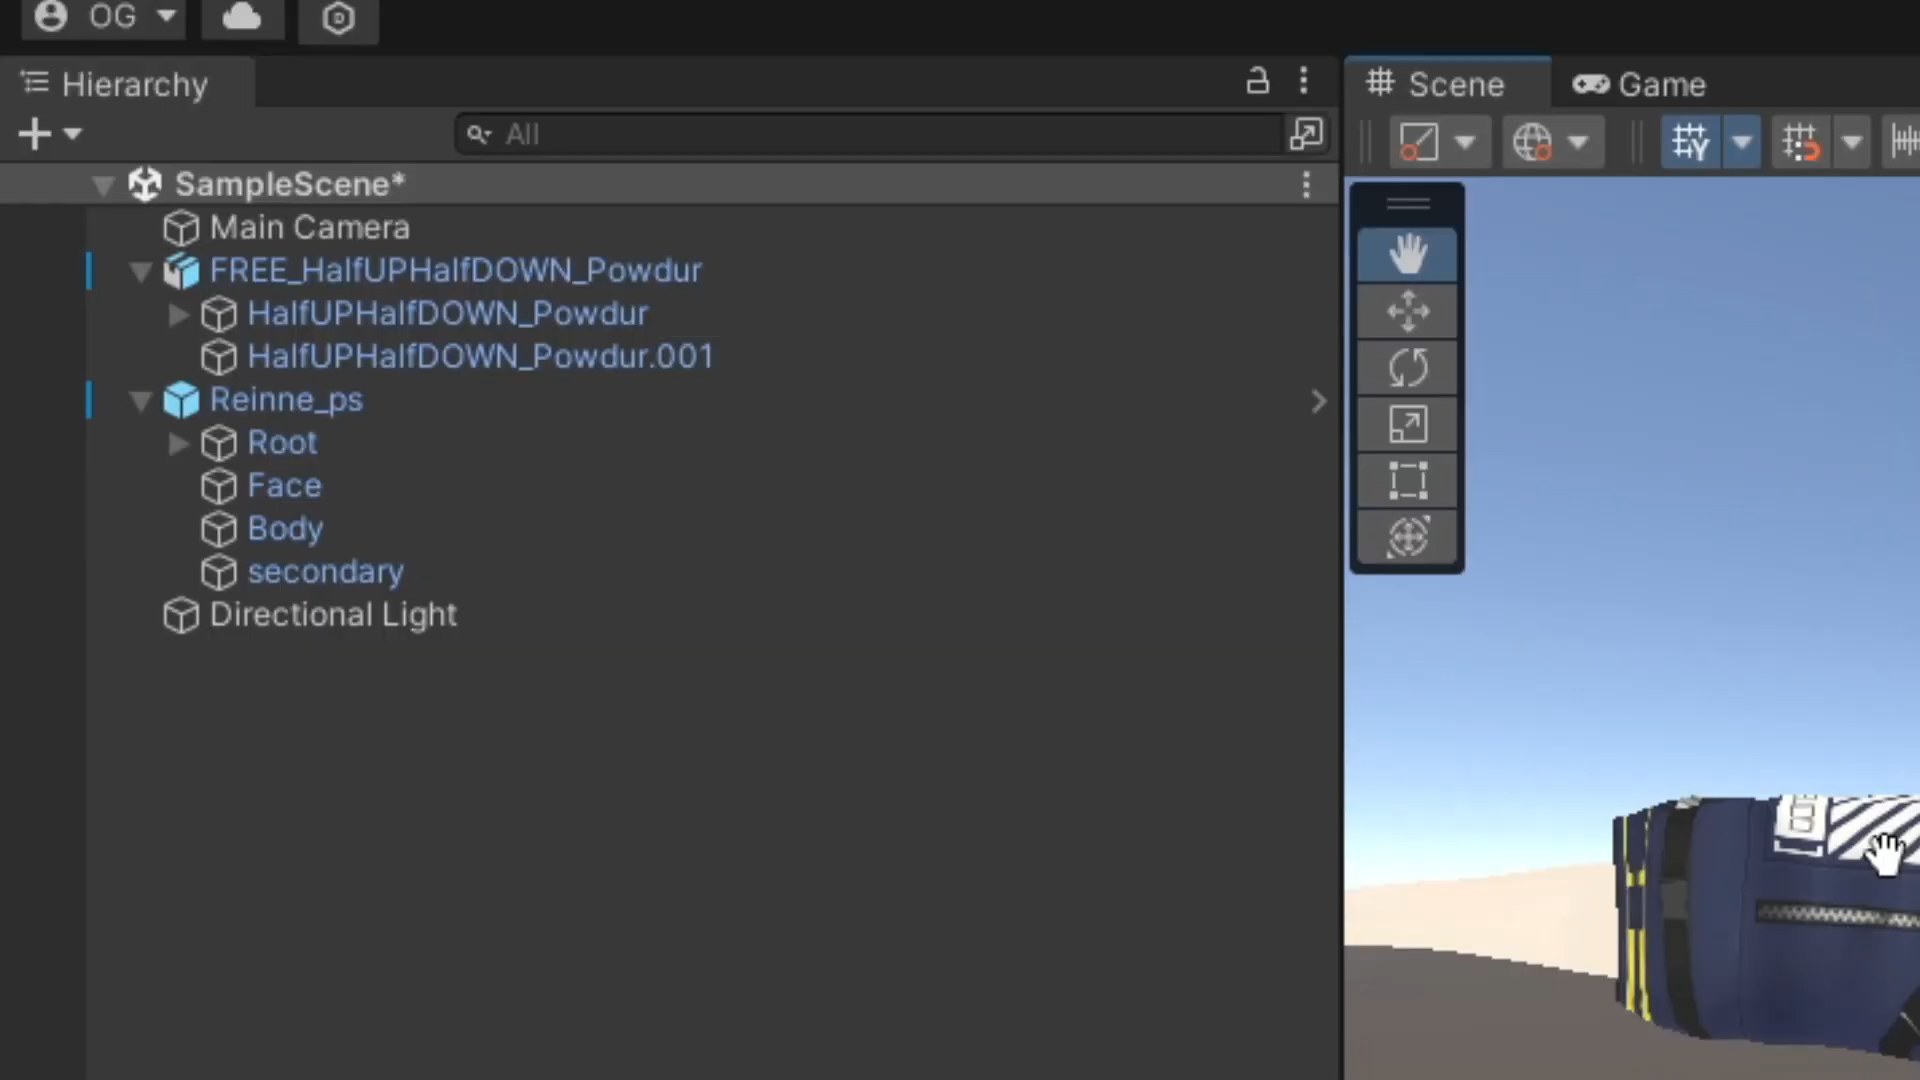 OG
Hierarchy
Scene
Game
All
SampleScene*
Main Camera
FREE_HalfUPHalfDOWN_Powdur
HalfUPHalfDOWN_Powdur
HalfUPHalfDOWN_Powdur.001
Reinne_ps
Root
Face
Body
secondary
Directional Light